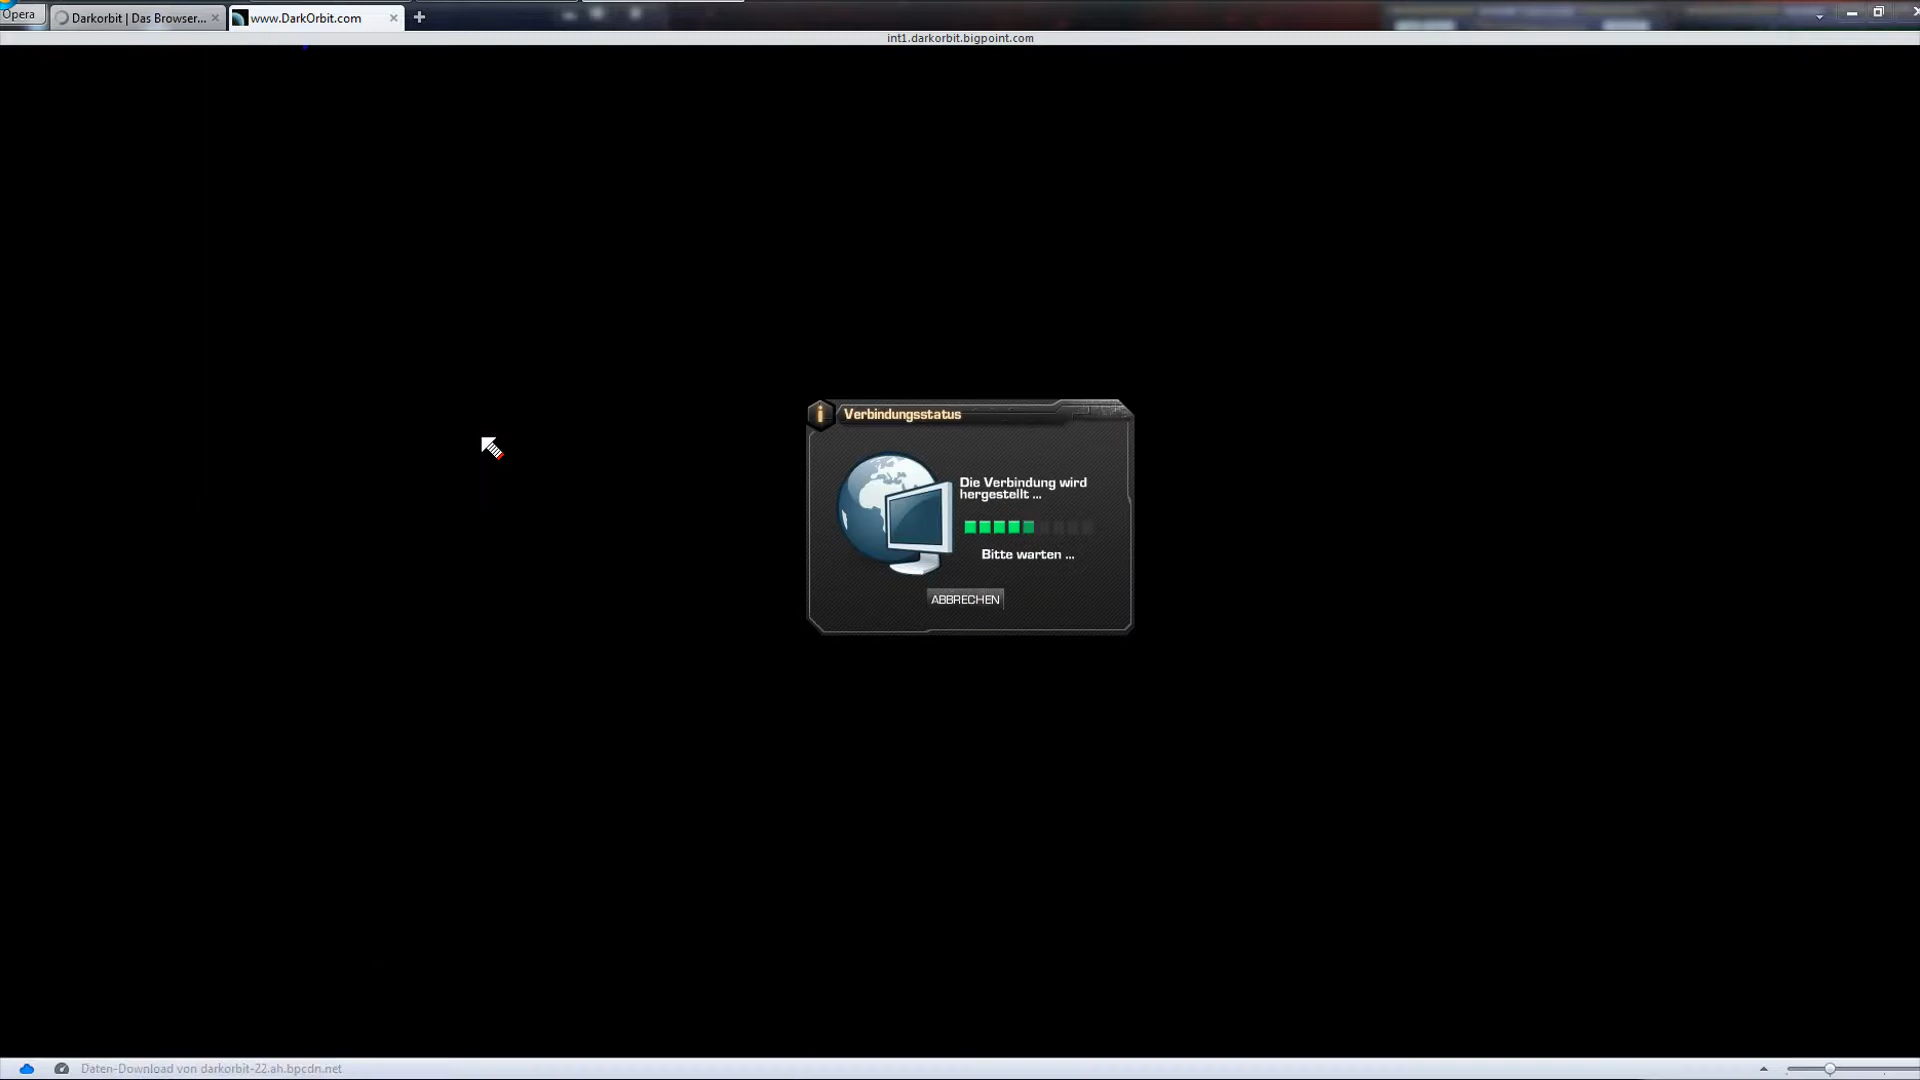 Opera
Darkorbit | Das Browser...
www.DarkOrbit.com
int1.darkorbit.bigpoint.com
Verbindungsstatus
Die Verbindung wird
hergestellt ...
Bitte warten ...
ABBRECHEN
Daten-Download von darkorbit-22.ah.bpcdn.net